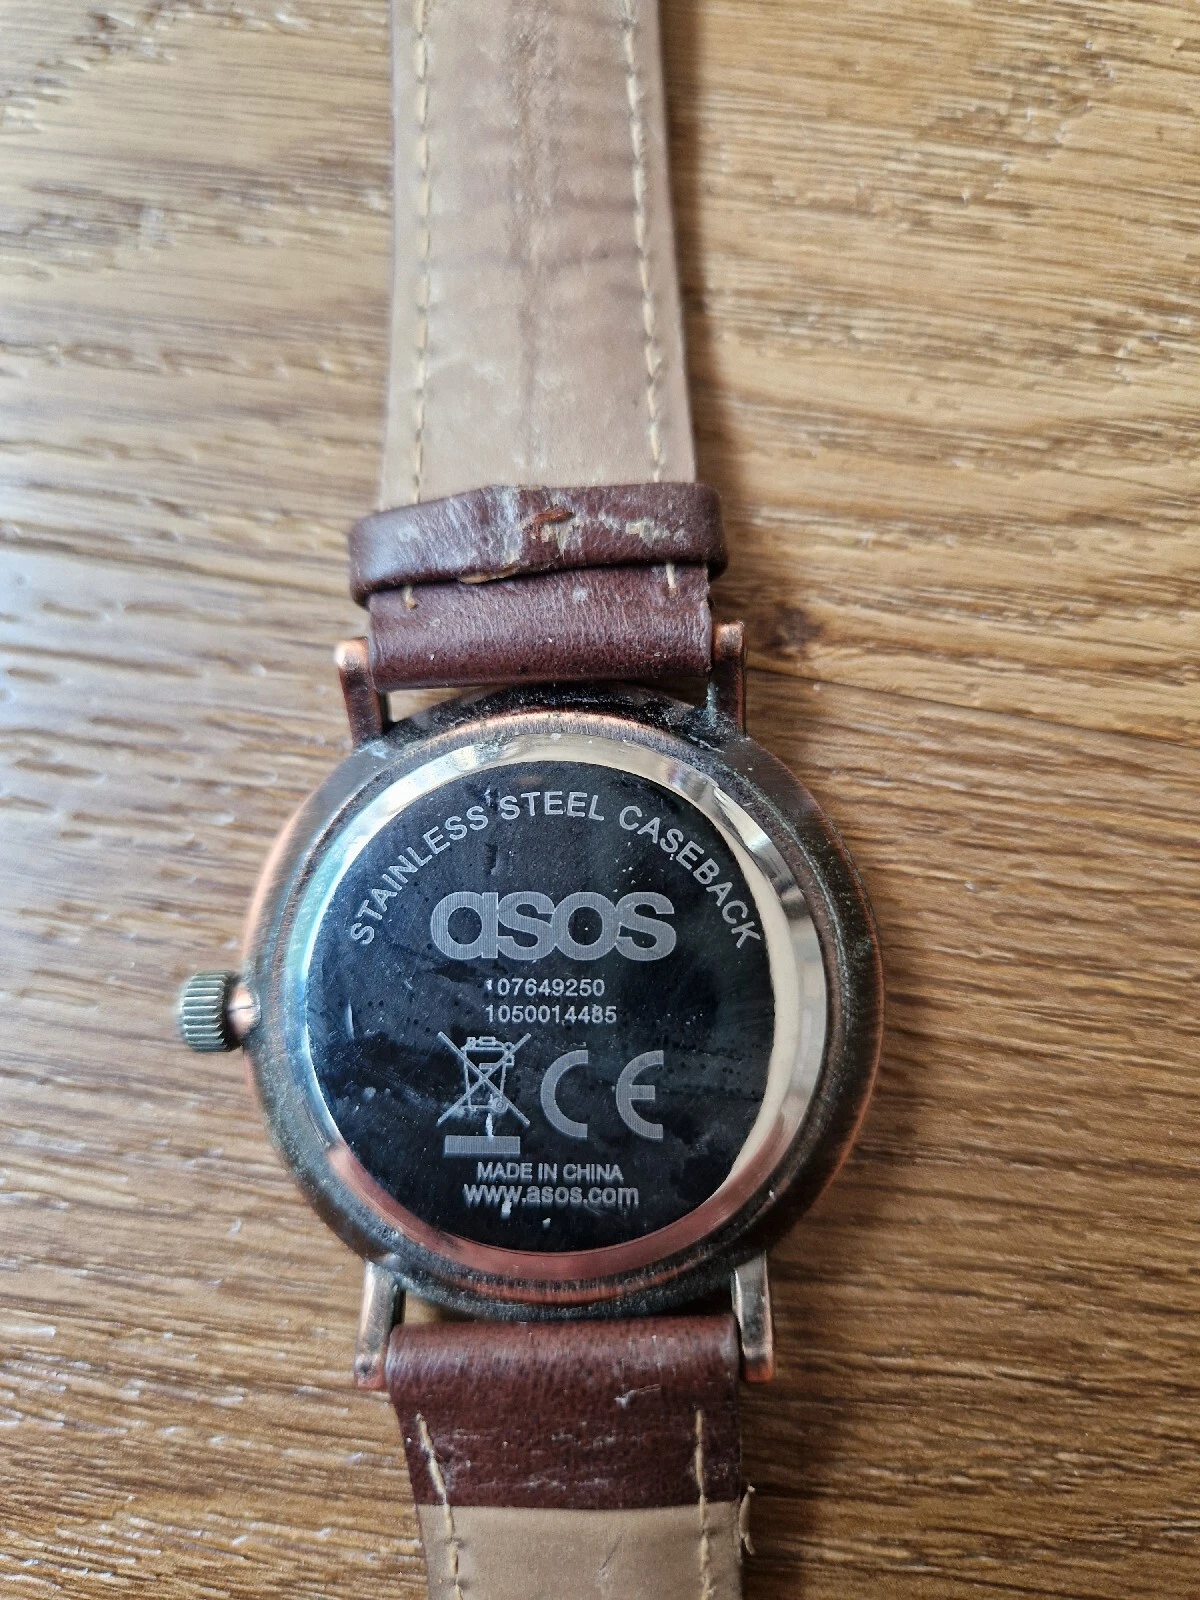 STAINLESS STEEL CASEBACK
asos
107649250
1050014485
CE
MADE IN CHINA
www.asos.com